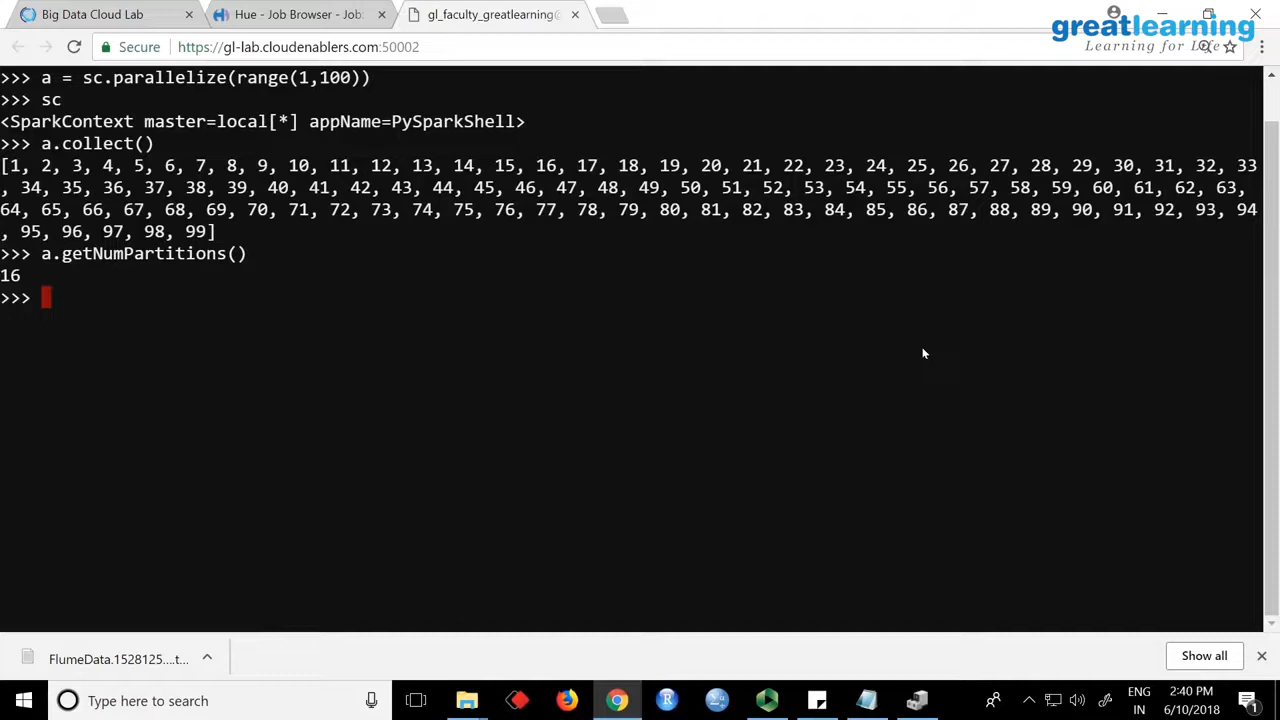 Big Data Cloud Lab
Hue - Job Browser - Job:
gl_faculty_greatlearning@
greatlearning
Learning for Life
Secure
https://gl-lab.cloudenablers.com:50002
>>> a = sc.parallelize(range(1,100))
>>> sc
<SparkContext master=local[*] appName=PySparkShell>
>>> a.collect()
[1, 2, 3, 4, 5, 6, 7, 8, 9, 10, 11, 12, 13, 14, 15, 16, 17, 18, 19, 20, 21, 22, 23, 24, 25, 26, 27, 28, 29, 30, 31, 32, 33
, 34, 35, 36, 37, 38, 39, 40, 41, 42, 43, 44, 45, 46, 47, 48, 49, 50, 51, 52, 53, 54, 55, 56, 57, 58, 59, 60, 61, 62, 63,
64, 65, 66, 67, 68, 69, 70, 71, 72, 73, 74, 75, 76, 77, 78, 79, 80, 81, 82, 83, 84, 85, 86, 87, 88, 89, 90, 91, 92, 93, 94
, 95, 96, 97, 98, 99]
>>> a.getNumPartitions()
16
>>>
FlumeData.1528125....t...
Show all
Type here to search
ENG
IN
2:40 PM
6/10/2018
1